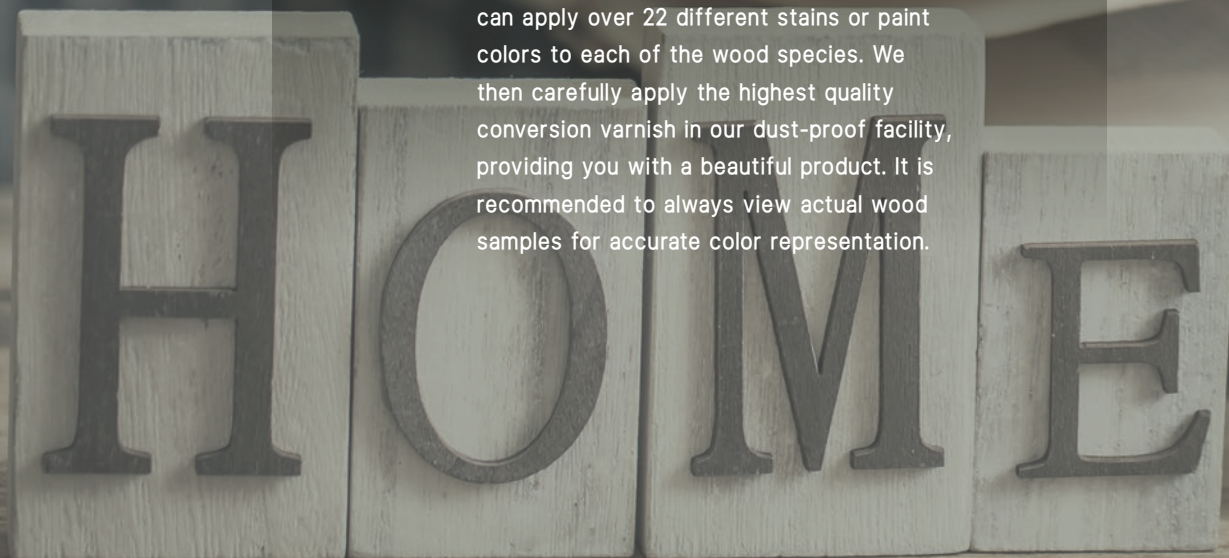 can apply over 22 different stains or paint
colors to each of the wood species. We
then carefully apply the highest quality
conversion varnish in our dust-proof facility,
providing you with a beautiful product. It is
recommended to always view actual wood
samples for accurate color representation.
HOME